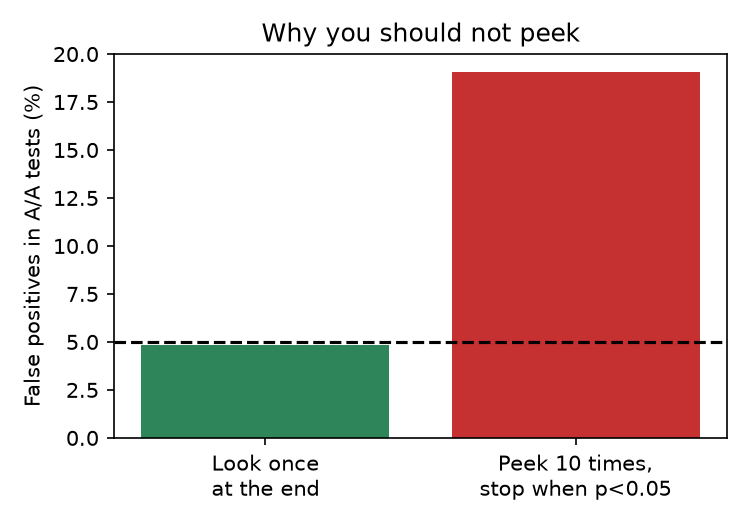 Why you should not peek
False positives in A/A tests (%)
20.0
17.5
15.0
12.5
10.0
7.5
5.0
2.5
0.0
Look once
at the end
Peek 10 times,
stop when p<0.05